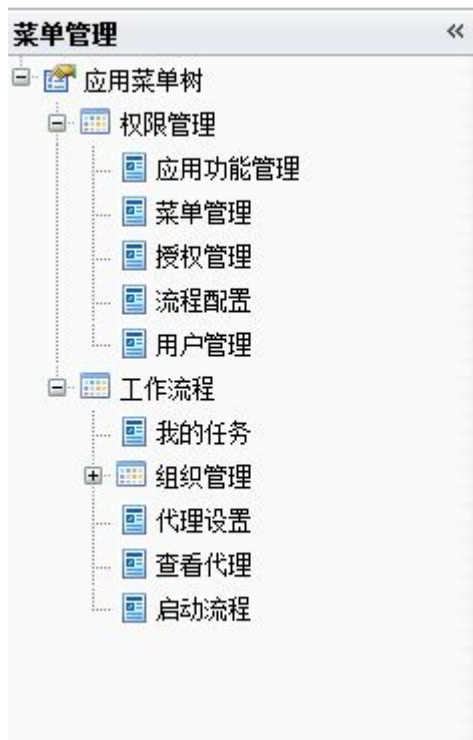 菜单管理
应用菜单树
权限管理
应用功能管理
菜单管理
授权管理
流程配置
用户管理
工作流程
我的任务
组织管理
代理设置
查看代理
启动流程